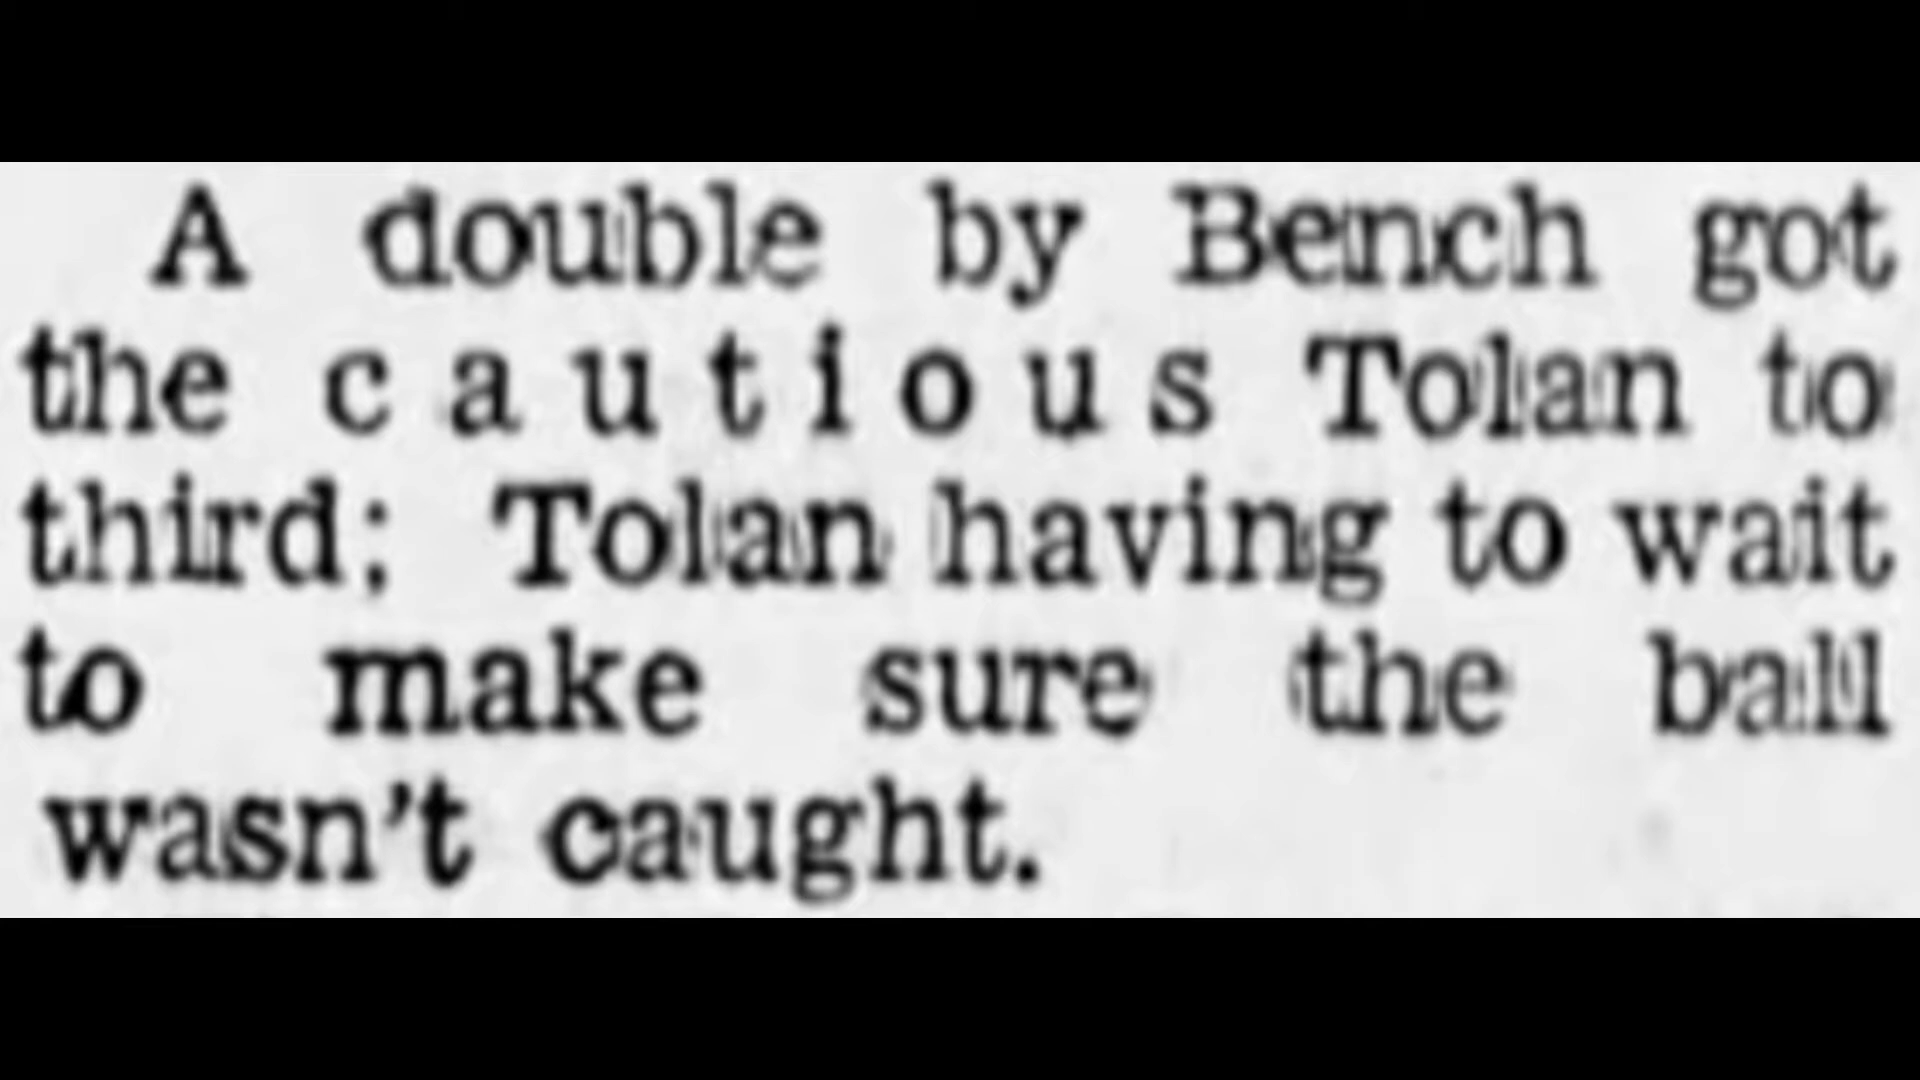 A double by Bench got
the cautious Tolan to
third; Tolan having to wait
to make sure the ball
wasn't caught.